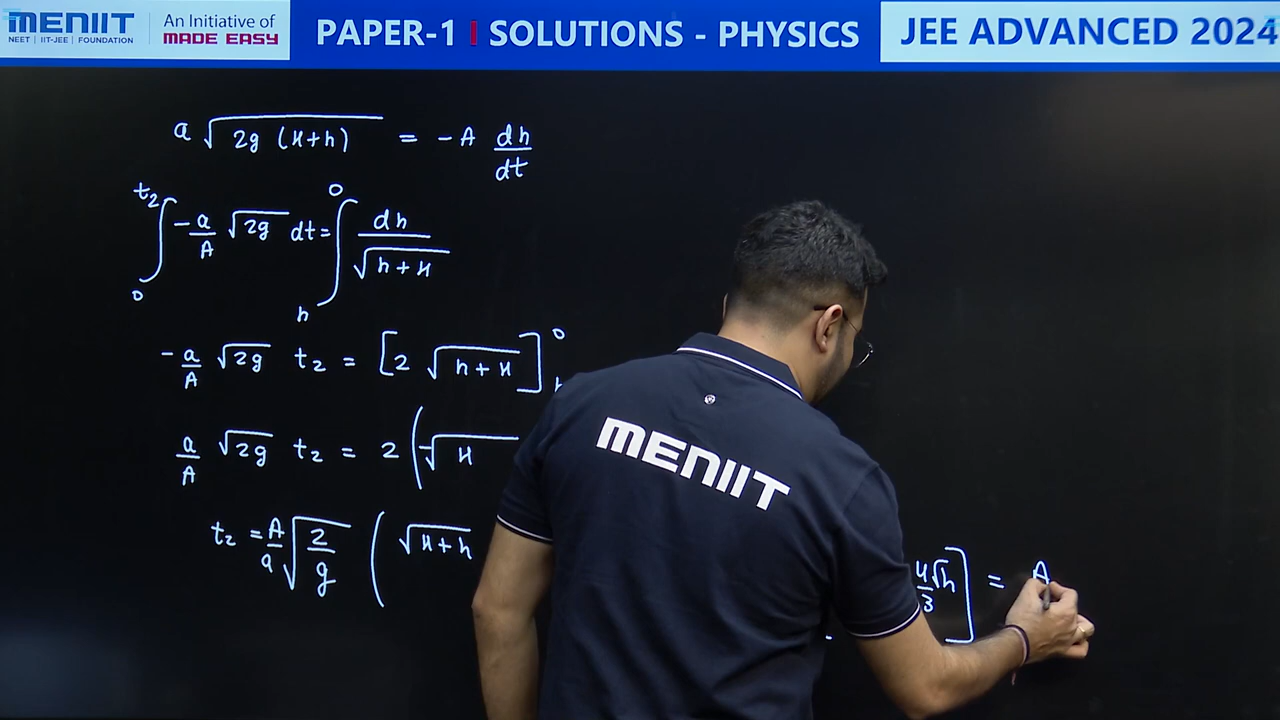 MENIIT
NEET | IIT-JEE | FOUNDATION
An Initiative of
MADE EASY
PAPER-1 | SOLUTIONS - PHYSICS
JEE ADVANCED 2024
a √2g (H+h) = -A dh/dt
∫₀^t₂ -a/A √2g dt = ∫ₕ^0 dh/√h+H
-a/A √2g t₂ = [2 √h+H]^0
a/A √2g t₂ = 2(√H
t₂ = A/a √2/g ( √H+h
4/3 √h ] = A
MENIIT